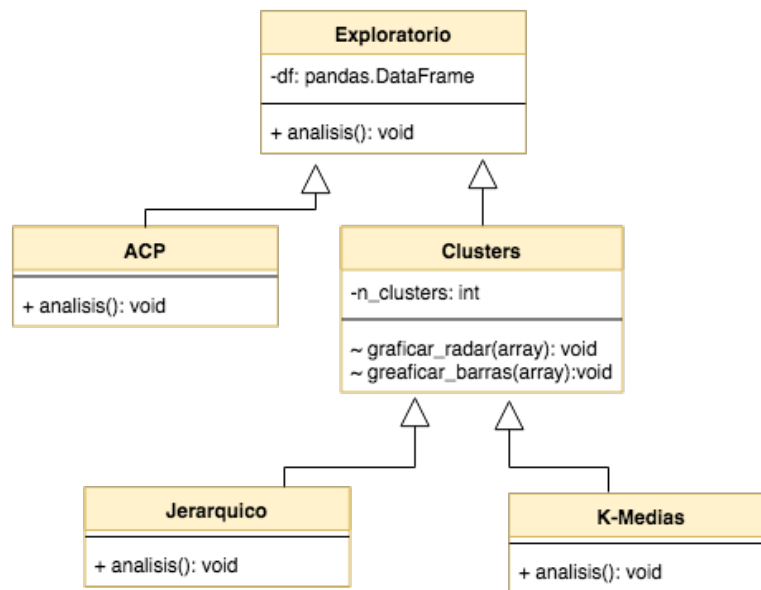 Exploratorio
-df: pandas.DataFrame
+ analisis(): void
ACP
+ analisis(): void
Clusters
-n_clusters: int
~ graficar_radar(array): void
~ greaficar_barras(array):void
Jerarquico
+ analisis(): void
K-Medias
+ analisis(): void